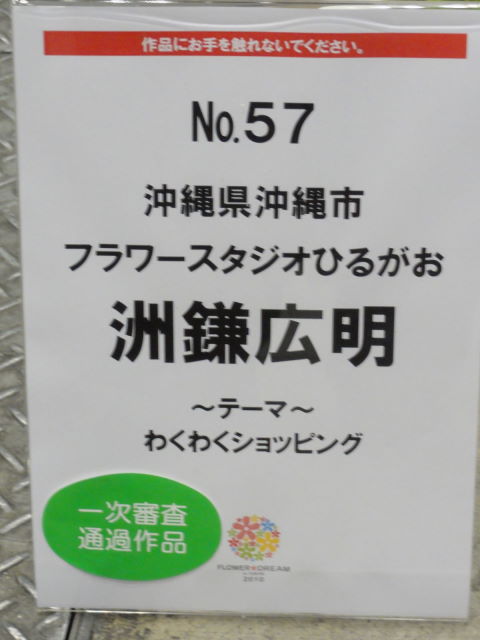 作品にお手を触れないでください。
No.57
沖縄県沖縄市
フラワースタジオひるがお
洲鎌広明
～テーマ～
わくわくショッピング
一次審査
通過作品
FLOWER★DREAM
2010